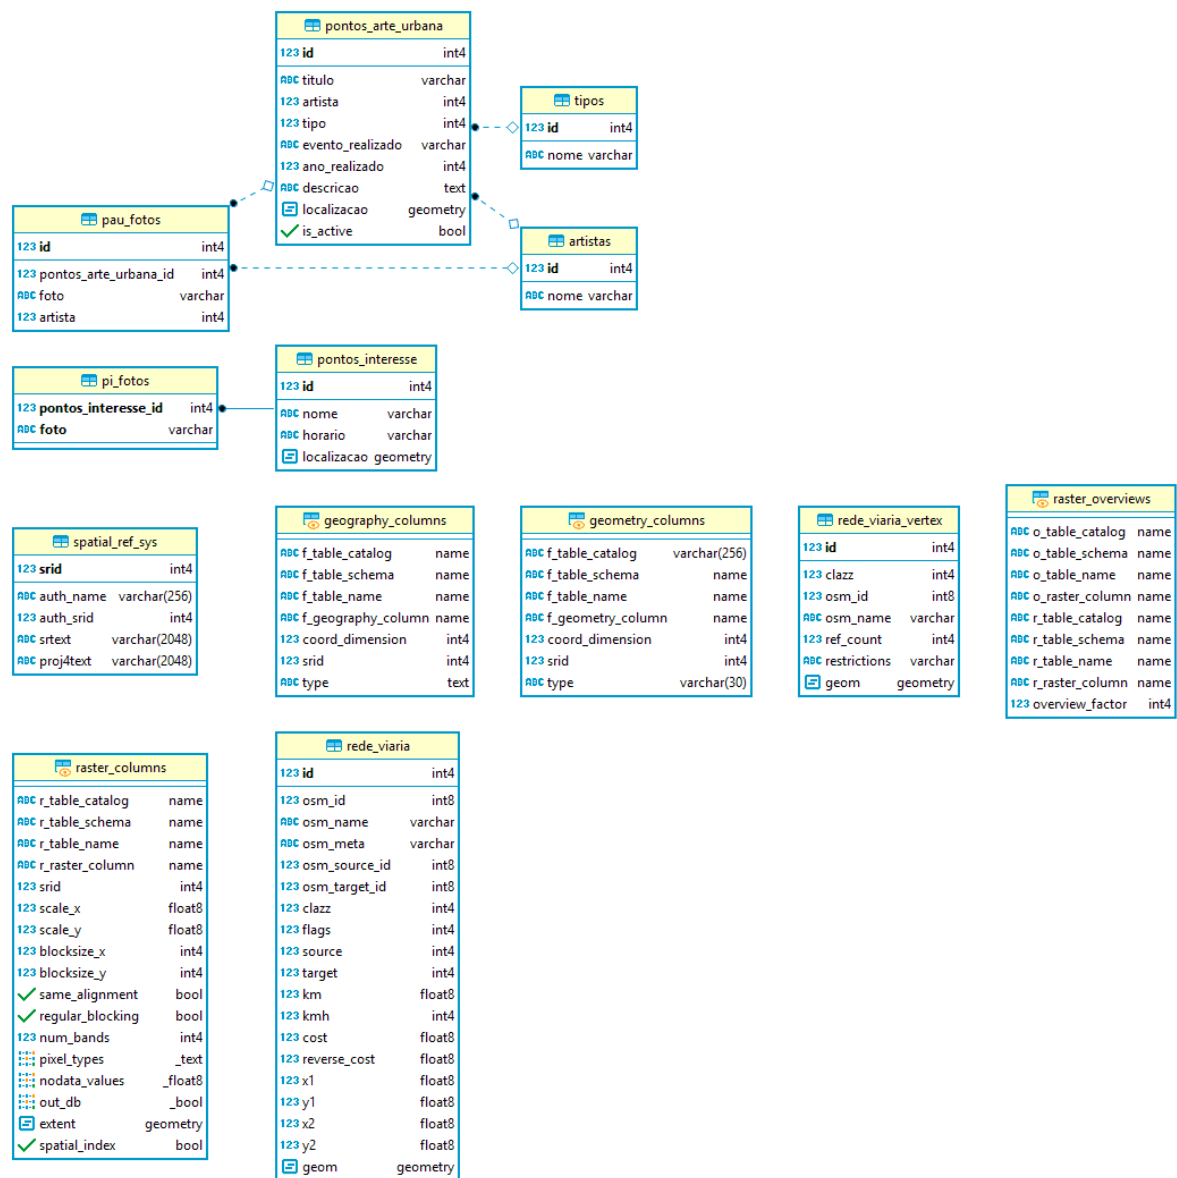 pontos_arte_urbana
123 id int4
ABC titulo varchar
123 artista int4
123 tipo int4
ABC evento_realizado varchar
123 ano_realizado int4
ABC descricao text
localizacao geometry
is_active bool
tipos
123 id int4
ABC nome varchar
artistas
123 id int4
ABC nome varchar
pau_fotos
123 id int4
123 pontos_arte_urbana_id int4
ABC foto varchar
123 artista int4
pi_fotos
123 pontos_interesse_id int4
ABC foto varchar
pontos_interesse
123 id int4
ABC nome varchar
ABC horario varchar
localizacao geometry
spatial_ref_sys
123 srid int4
ABC auth_name varchar(256)
123 auth_srid int4
ABC srtext varchar(2048)
ABC proj4text varchar(2048)
geography_columns
ABC f_table_catalog name
ABC f_table_schema name
ABC f_table_name name
ABC f_geography_column name
123 coord_dimension int4
123 srid int4
ABC type text
geometry_columns
ABC f_table_catalog varchar(256)
ABC f_table_schema name
ABC f_table_name name
ABC f_geometry_column name
123 coord_dimension int4
123 srid int4
ABC type varchar(30)
rede_viaria_vertex
123 id int4
123 clazz int4
123 osm_id int8
ABC osm_name varchar
123 ref_count int4
ABC restrictions varchar
geom geometry
raster_overviews
ABC o_table_catalog name
ABC o_table_schema name
ABC o_table_name name
ABC o_raster_column name
ABC r_table_catalog name
ABC r_table_schema name
ABC r_table_name name
ABC r_raster_column name
123 overview_factor int4
raster_columns
ABC r_table_catalog name
ABC r_table_schema name
ABC r_table_name name
ABC r_raster_column name
123 srid int4
123 scale_x float8
123 scale_y float8
123 blocksize_x int4
123 blocksize_y int4
same_alignment bool
regular_blocking bool
123 num_bands int4
pixel_types _text
nodata_values _float8
out_db _bool
extent geometry
spatial_index bool
rede_viaria
123 id int4
123 osm_id int8
ABC osm_name varchar
ABC osm_meta varchar
123 osm_source_id int8
123 osm_target_id int8
123 clazz int4
123 flags int4
123 source int4
123 target int4
123 km float8
123 kmh int4
123 cost float8
123 reverse_cost float8
123 x1 float8
123 y1 float8
123 x2 float8
123 y2 float8
geom geometry